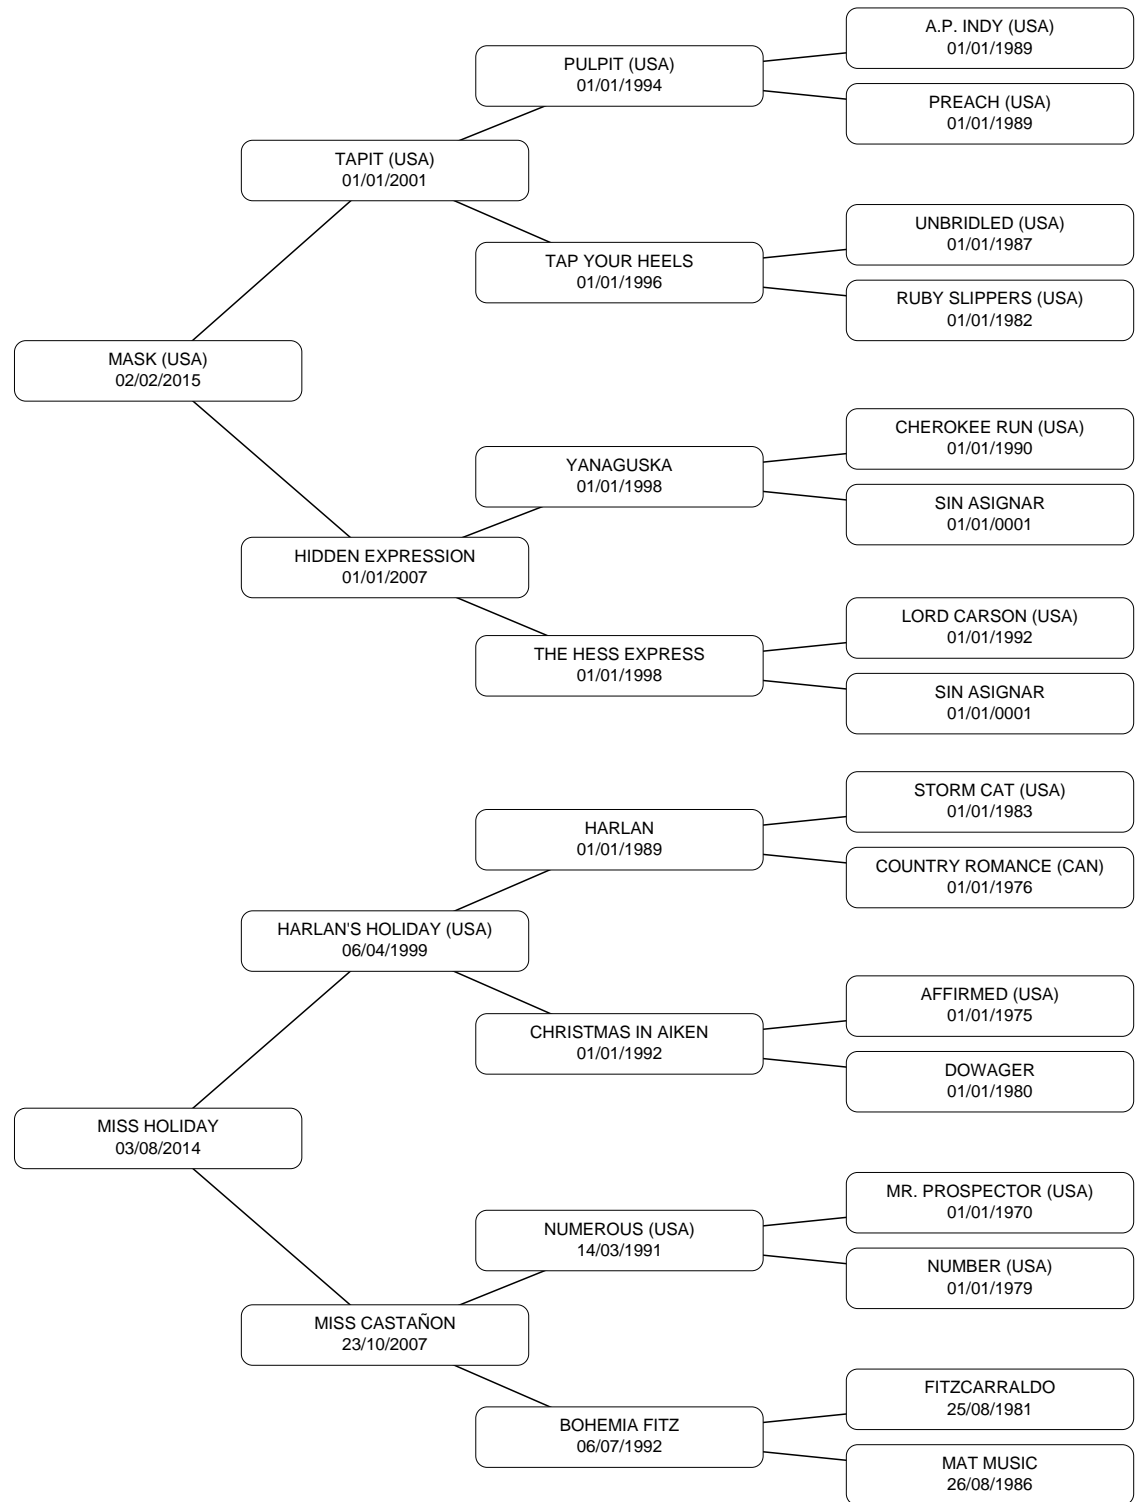 A.P. INDY (USA)
01/01/1989
PULPIT (USA)
01/01/1994
PREACH (USA)
01/01/1989
TAPIT (USA)
01/01/2001
UNBRIDLED (USA)
01/01/1987
TAP YOUR HEELS
01/01/1996
RUBY SLIPPERS (USA)
01/01/1982
MASK (USA)
02/02/2015
CHEROKEE RUN (USA)
01/01/1990
YANAGUSKA
01/01/1998
SIN ASIGNAR
01/01/0001
HIDDEN EXPRESSION
01/01/2007
LORD CARSON (USA)
01/01/1992
THE HESS EXPRESS
01/01/1998
SIN ASIGNAR
01/01/0001
STORM CAT (USA)
01/01/1983
HARLAN
01/01/1989
COUNTRY ROMANCE (CAN)
01/01/1976
HARLAN'S HOLIDAY (USA)
06/04/1999
AFFIRMED (USA)
01/01/1975
CHRISTMAS IN AIKEN
01/01/1992
DOWAGER
01/01/1980
MISS HOLIDAY
03/08/2014
MR. PROSPECTOR (USA)
01/01/1970
NUMEROUS (USA)
14/03/1991
NUMBER (USA)
01/01/1979
MISS CASTAÑON
23/10/2007
FITZCARRALDO
25/08/1981
BOHEMIA FITZ
06/07/1992
MAT MUSIC
26/08/1986